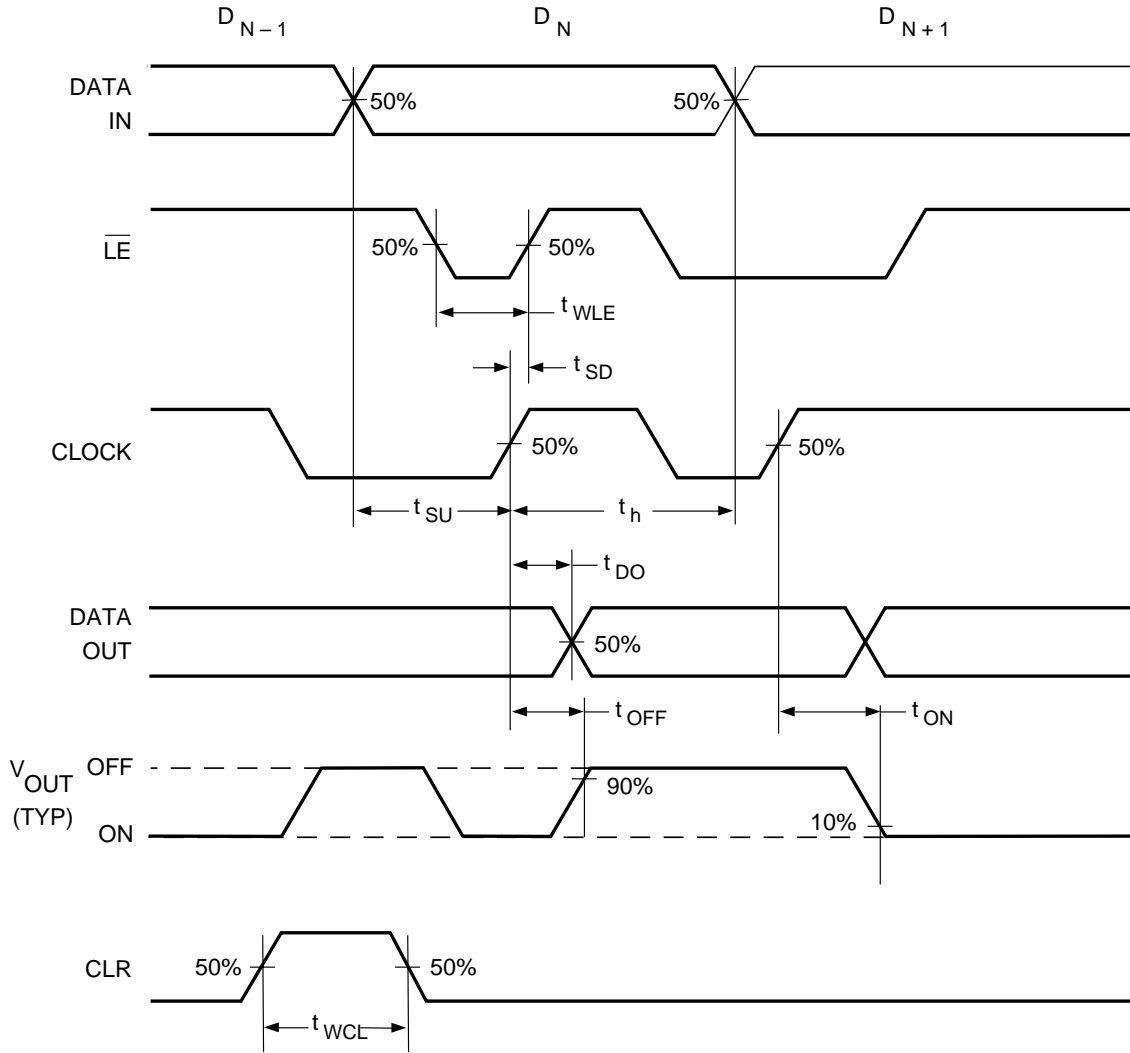 D N – 1 D N D N + 1
DATA IN
50% 50%
LE
50% 50%
t WLE
t SD
CLOCK
50% 50%
t SU t h
t DO
DATA OUT
50%
t OFF t ON
V OUT (TYP)
OFF
90%
10%
ON
CLR
50% 50%
t WCL